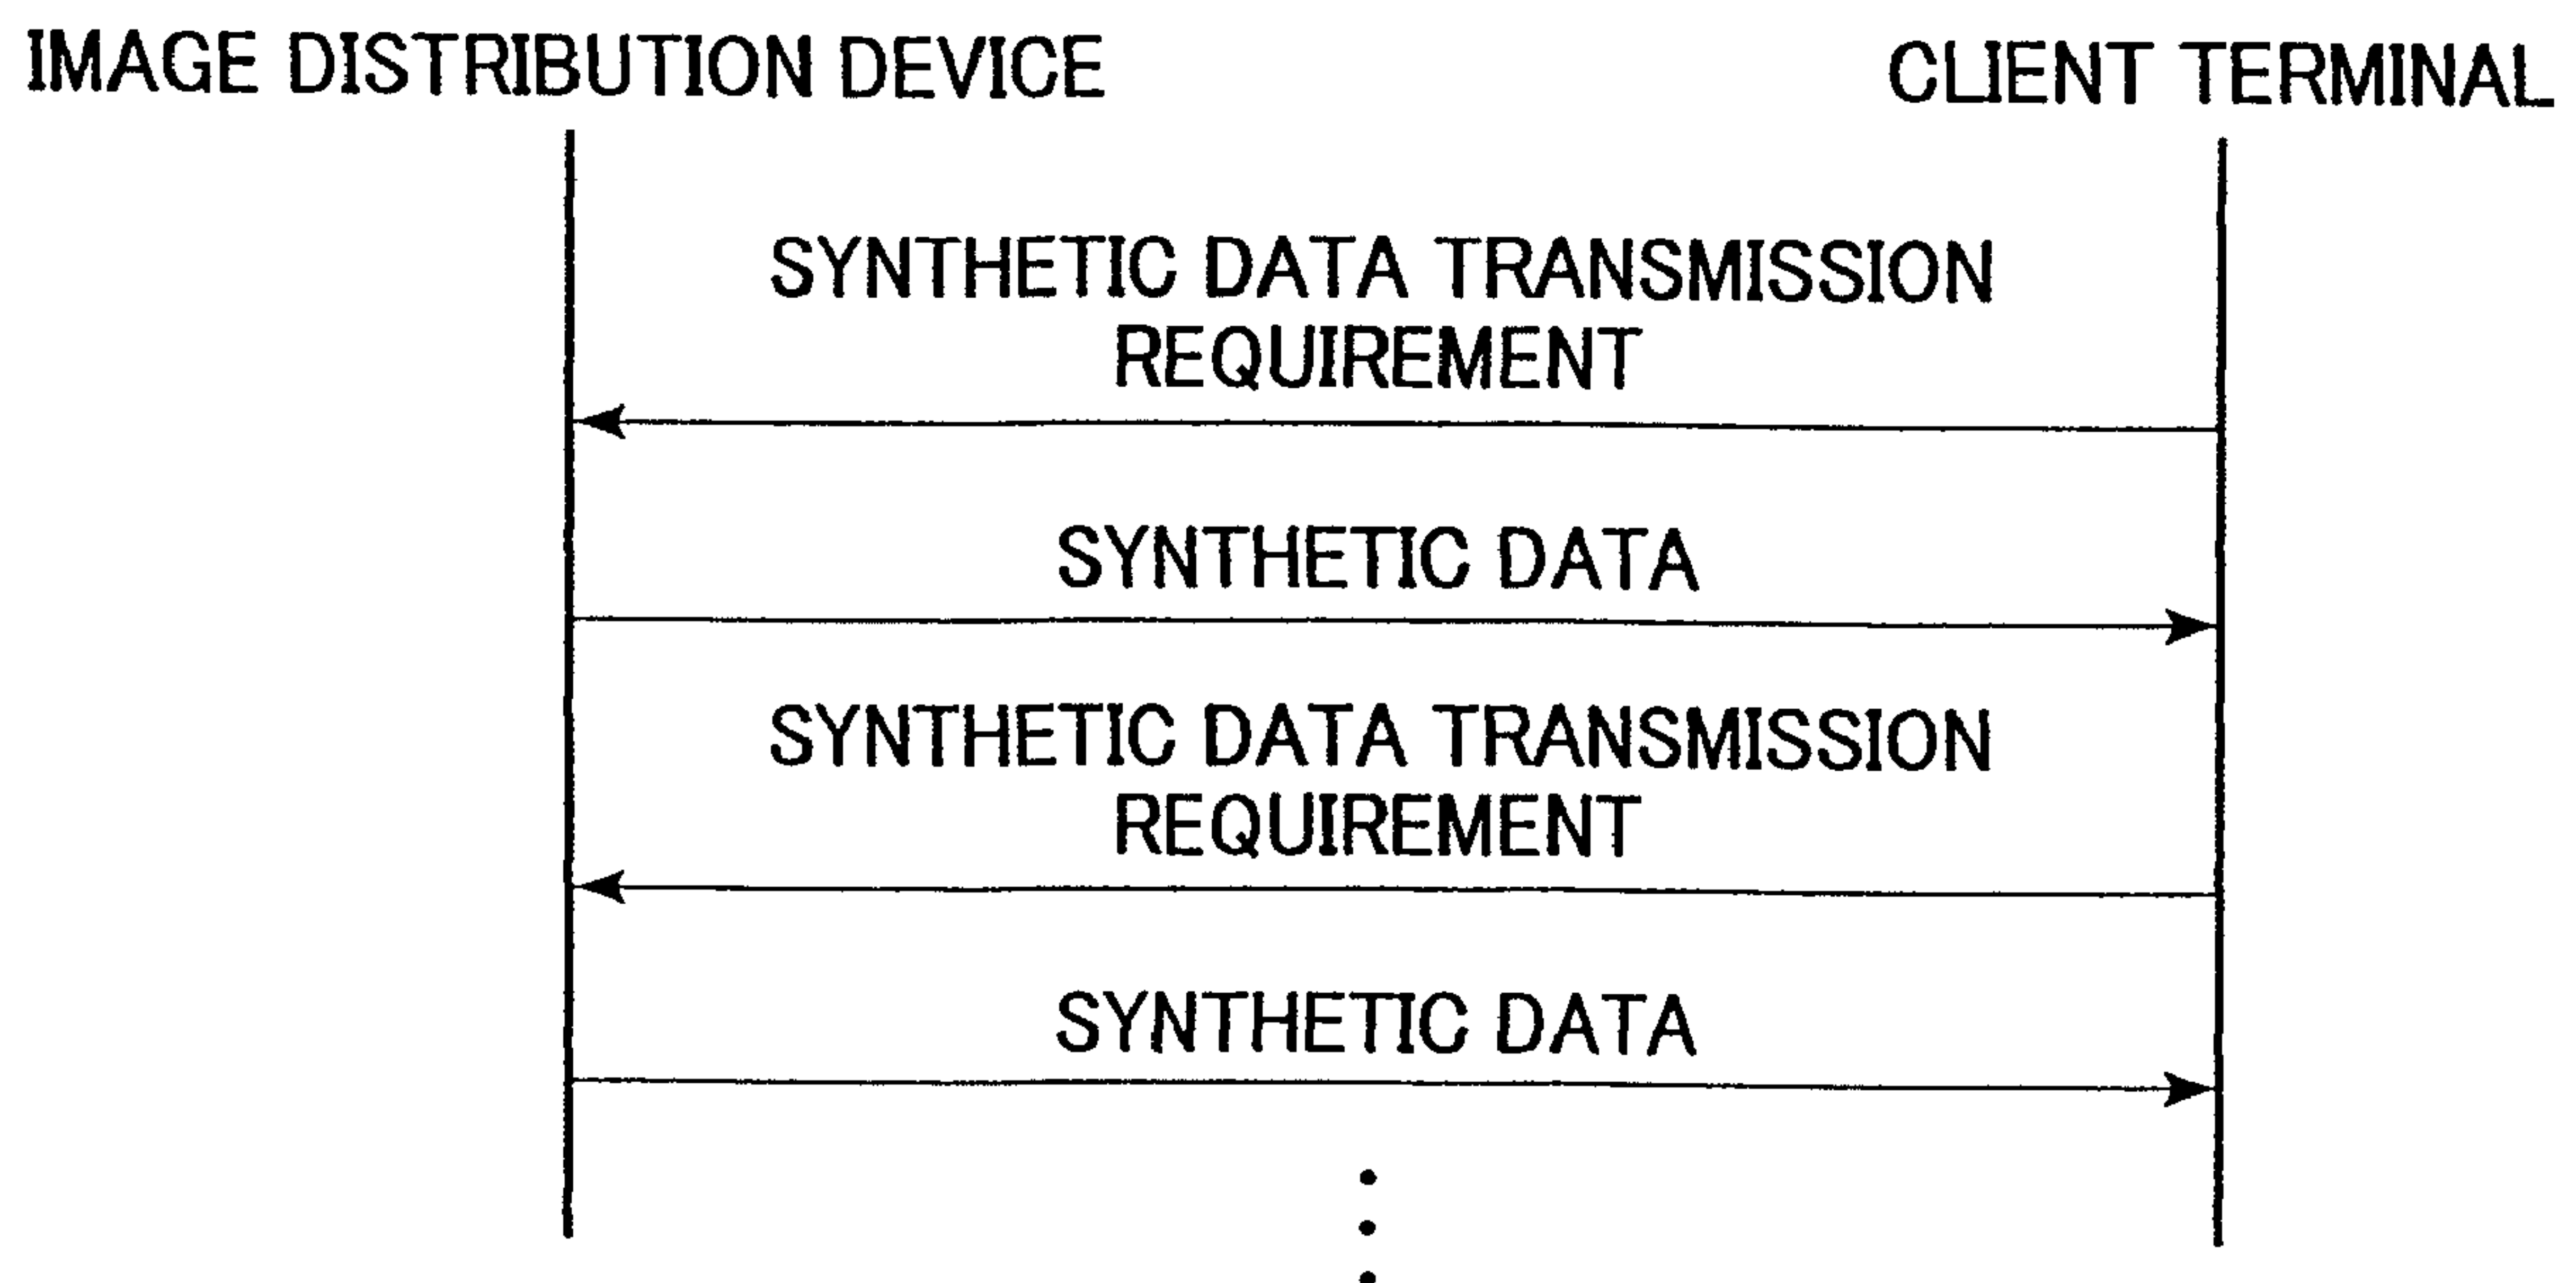 IMAGE DISTRIBUTION DEVICE
CLIENT TERMINAL
SYNTHETIC DATA TRANSMISSION
REQUIREMENT
SYNTHETIC DATA
SYNTHETIC DATA TRANSMISSION
REQUIREMENT
SYNTHETIC DATA